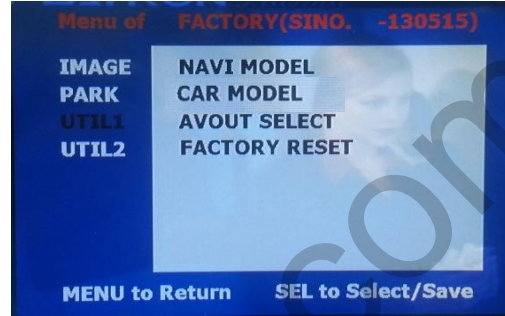 Menu of FACTORY(SINO. -130515)
IMAGE NAVI MODEL
PARK CAR MODEL
UTIL1 AVOUT SELECT
UTIL2 FACTORY RESET
MENU to Return SEL to Select/Save
com